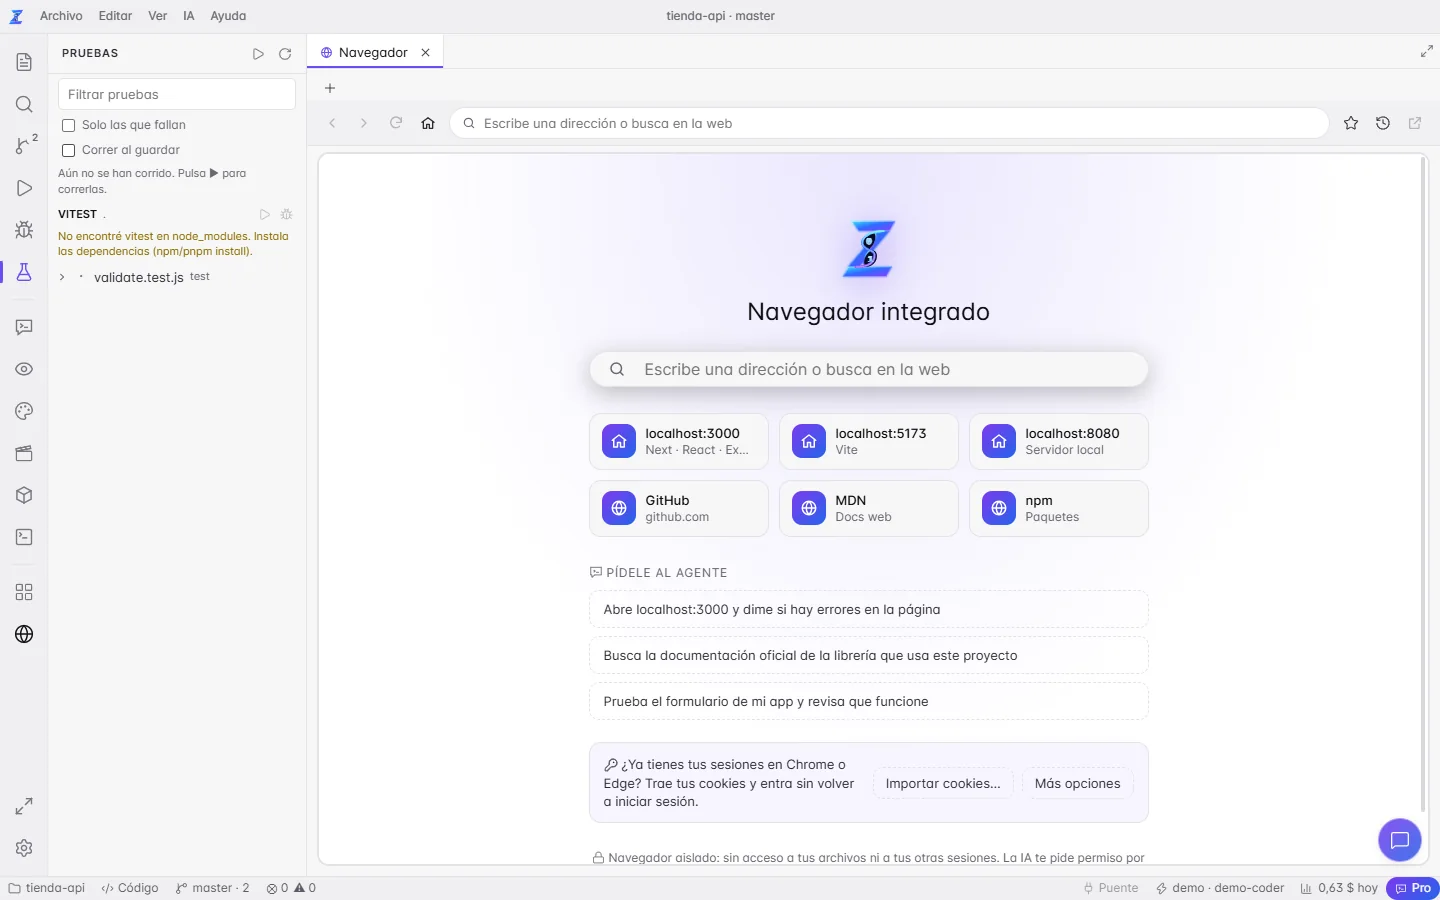 Archivo Editar Ver IA Ayuda
tienda-api · master
PRUEBAS
Filtrar pruebas
Solo las que fallan
Correr al guardar
Aún no se han corrido. Pulsa ▶ para
correrlas.
VITEST .
No encontré vitest en node_modules. Instala
las dependencias (npm/pnpm install).
validate.test.js test
2
Navegador
Escribe una dirección o busca en la web
Navegador integrado
Escribe una dirección o busca en la web
localhost:3000
Next · React · Ex...
localhost:5173
Vite
localhost:8080
Servidor local
GitHub
github.com
MDN
Docs web
npm
Paquetes
PÍDELE AL AGENTE
Abre localhost:3000 y dime si hay errores en la página
Busca la documentación oficial de la librería que usa este proyecto
Prueba el formulario de mi app y revisa que funcione
¿Ya tienes tus sesiones en Chrome o
Edge? Trae tus cookies y entra sin volver
a iniciar sesión.
Importar cookies...
Más opciones
Navegador aislado: sin acceso a tus archivos ni a tus otras sesiones. La IA te pide permiso por
tienda-api Código master · 2 0 0
Puente demo · demo-coder 0,63 $ hoy Pro